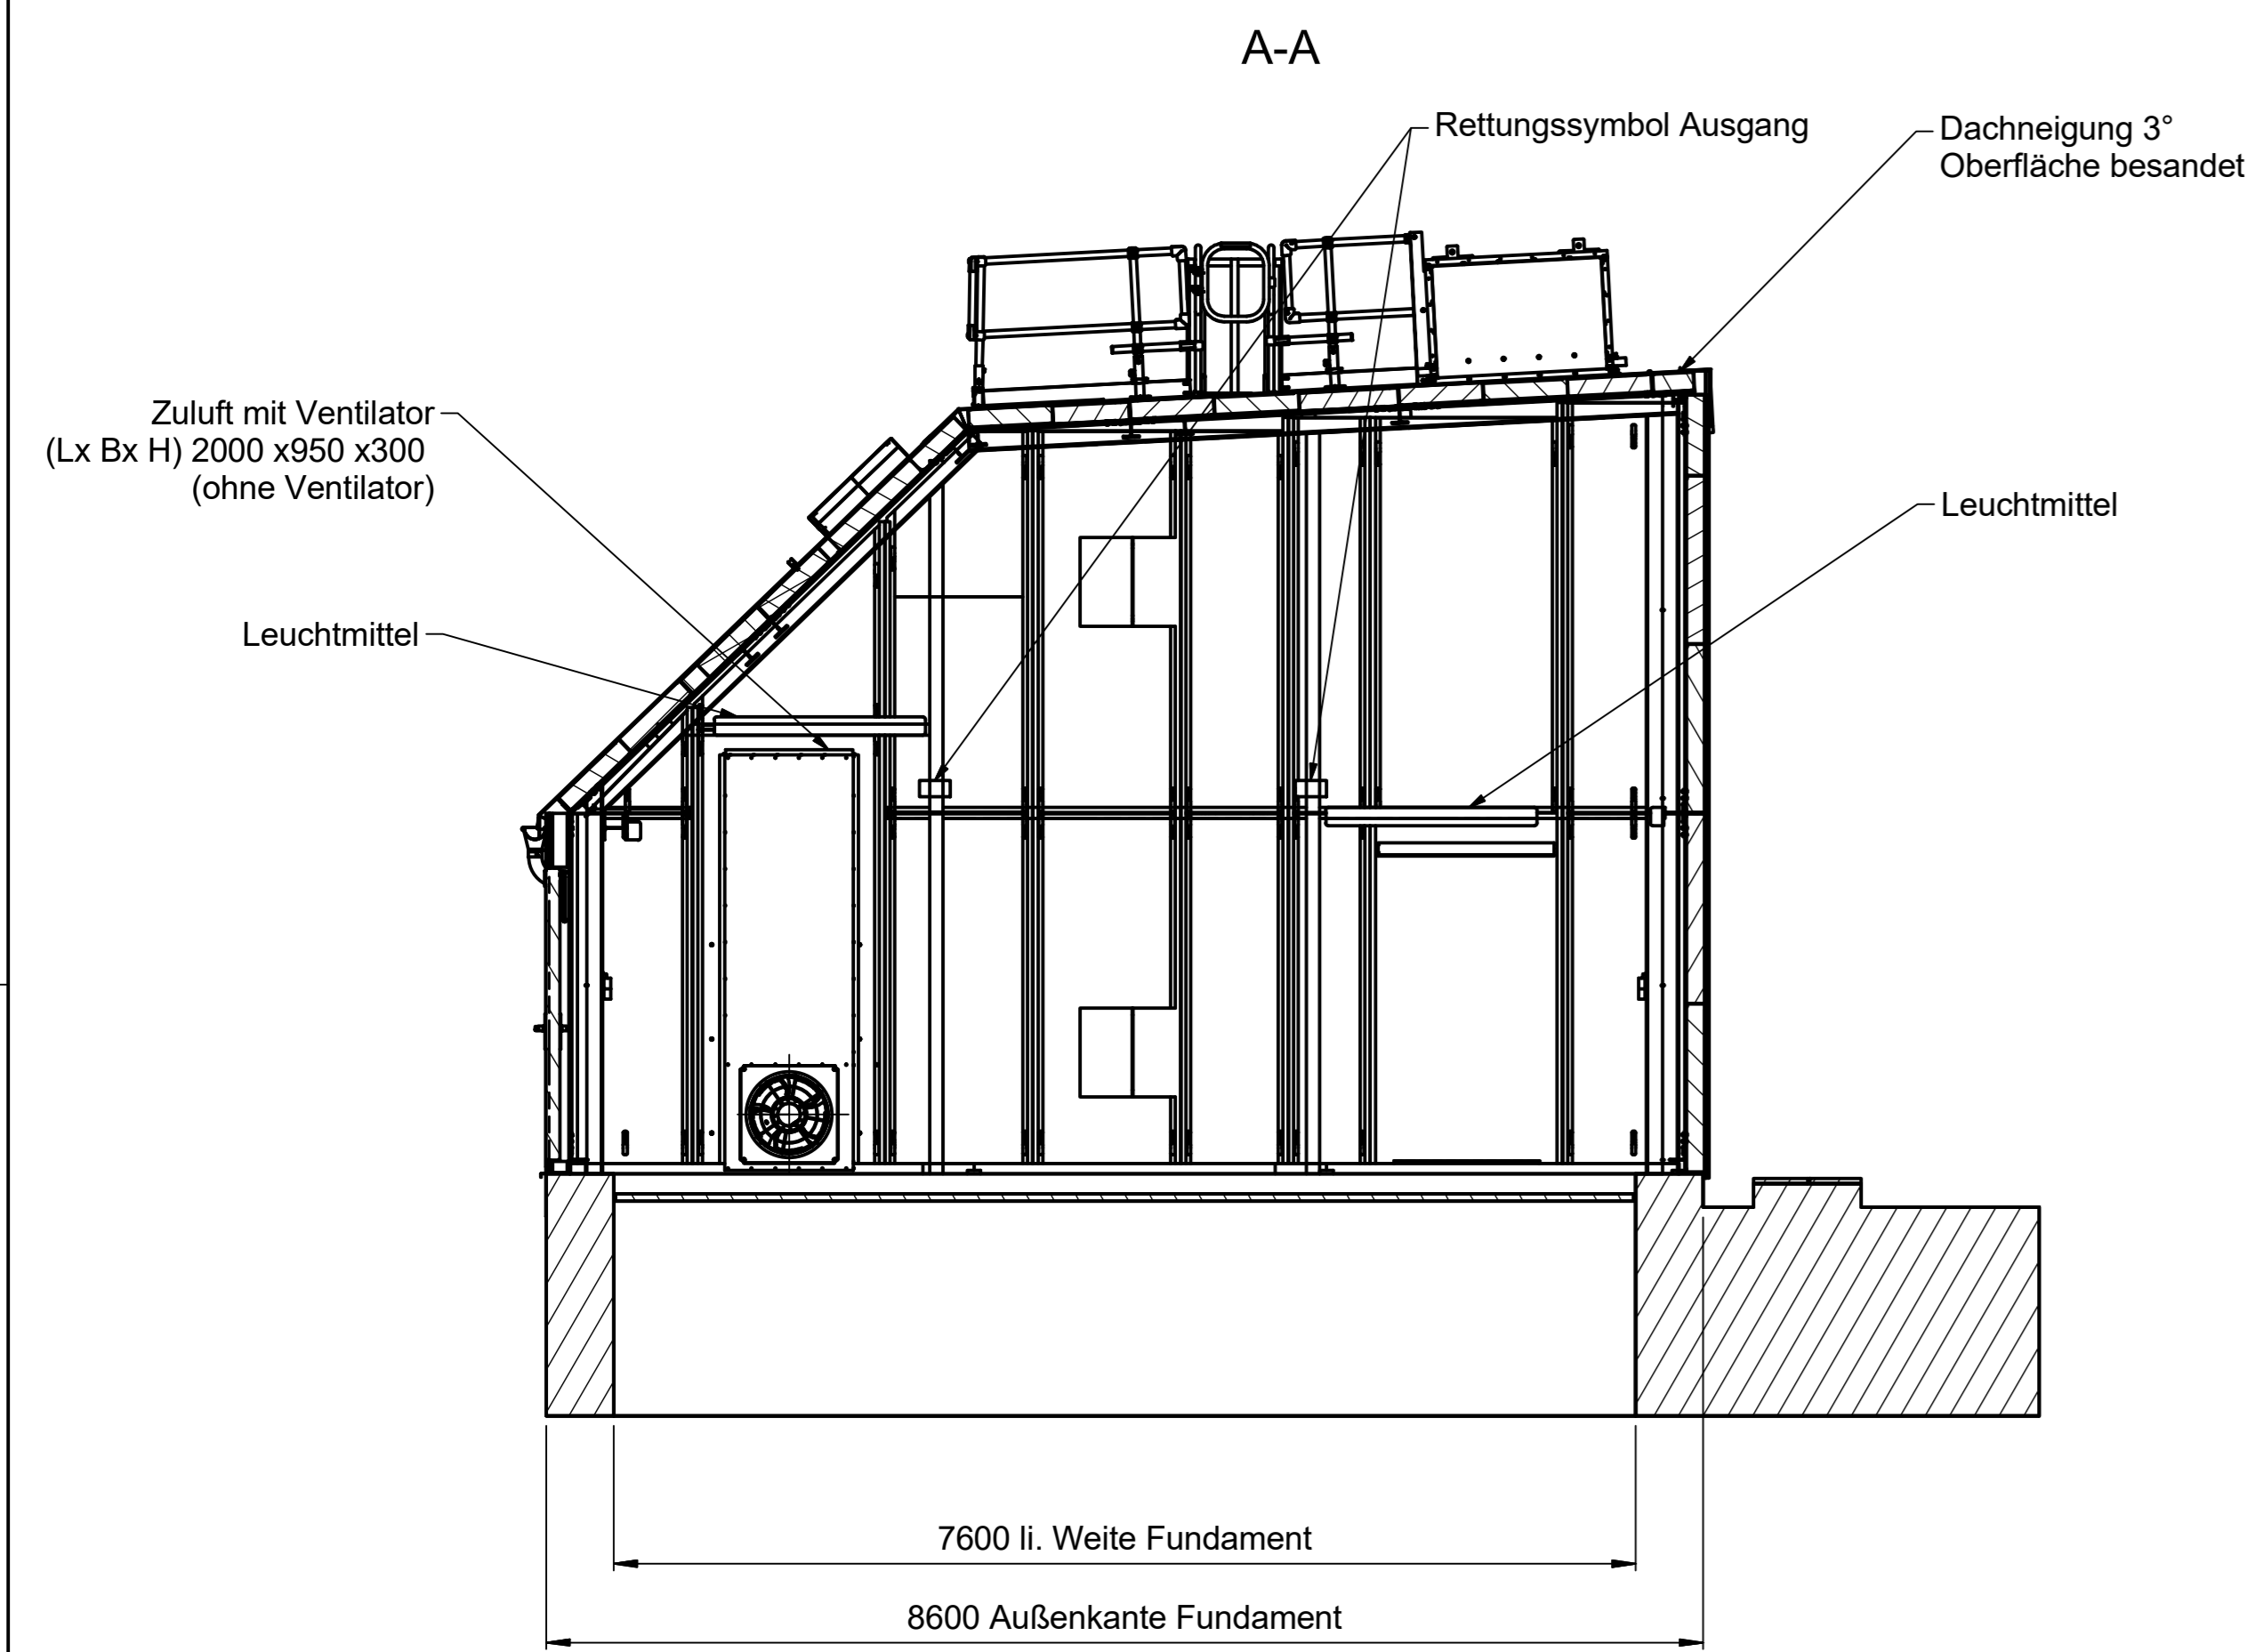 A-A
Rettungssymbol Ausgang
Dachneigung 3°
Oberfläche besandet
Zuluft mit Ventilator
(Lx Bx H) 2000 x950 x300
(ohne Ventilator)
Leuchtmittel
Leuchtmittel
7600 li. Weite Fundament
8600 Außenkante Fundament